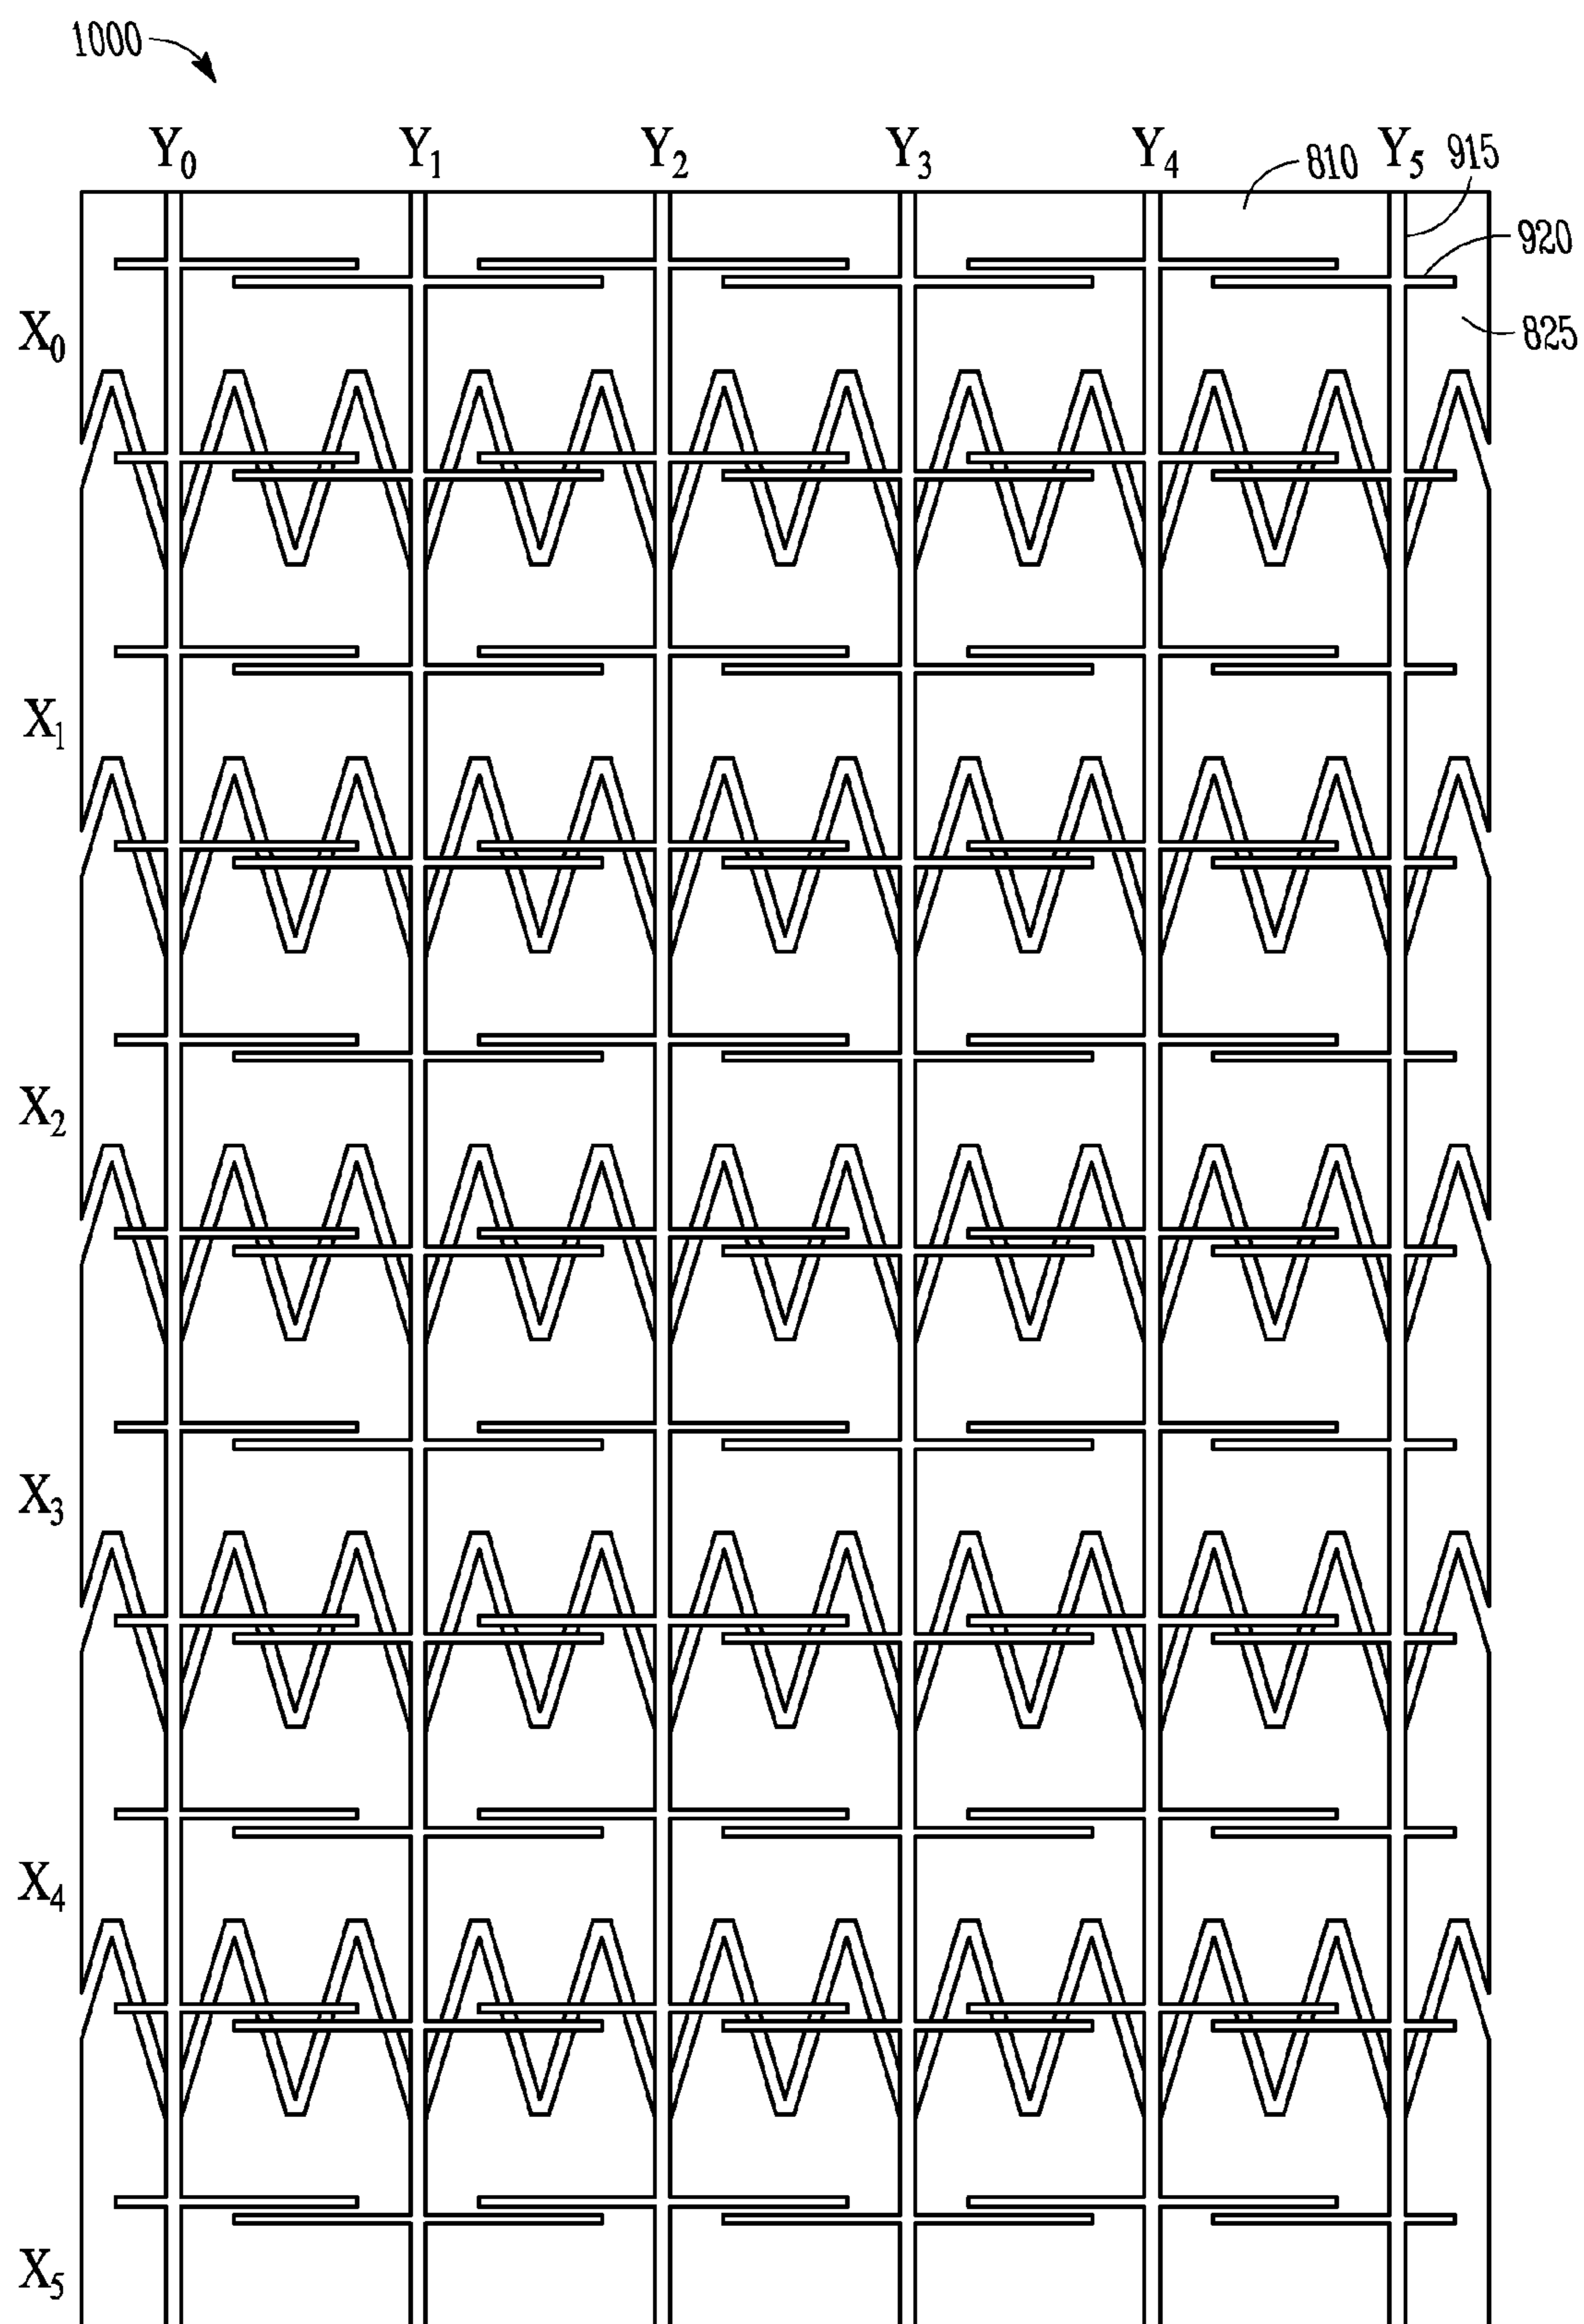 1000
Y₀ Y₁ Y₂ Y₃ Y₄ Y₅
810
915
920
825
X₀
X₁
X₂
X₃
X₄
X₅